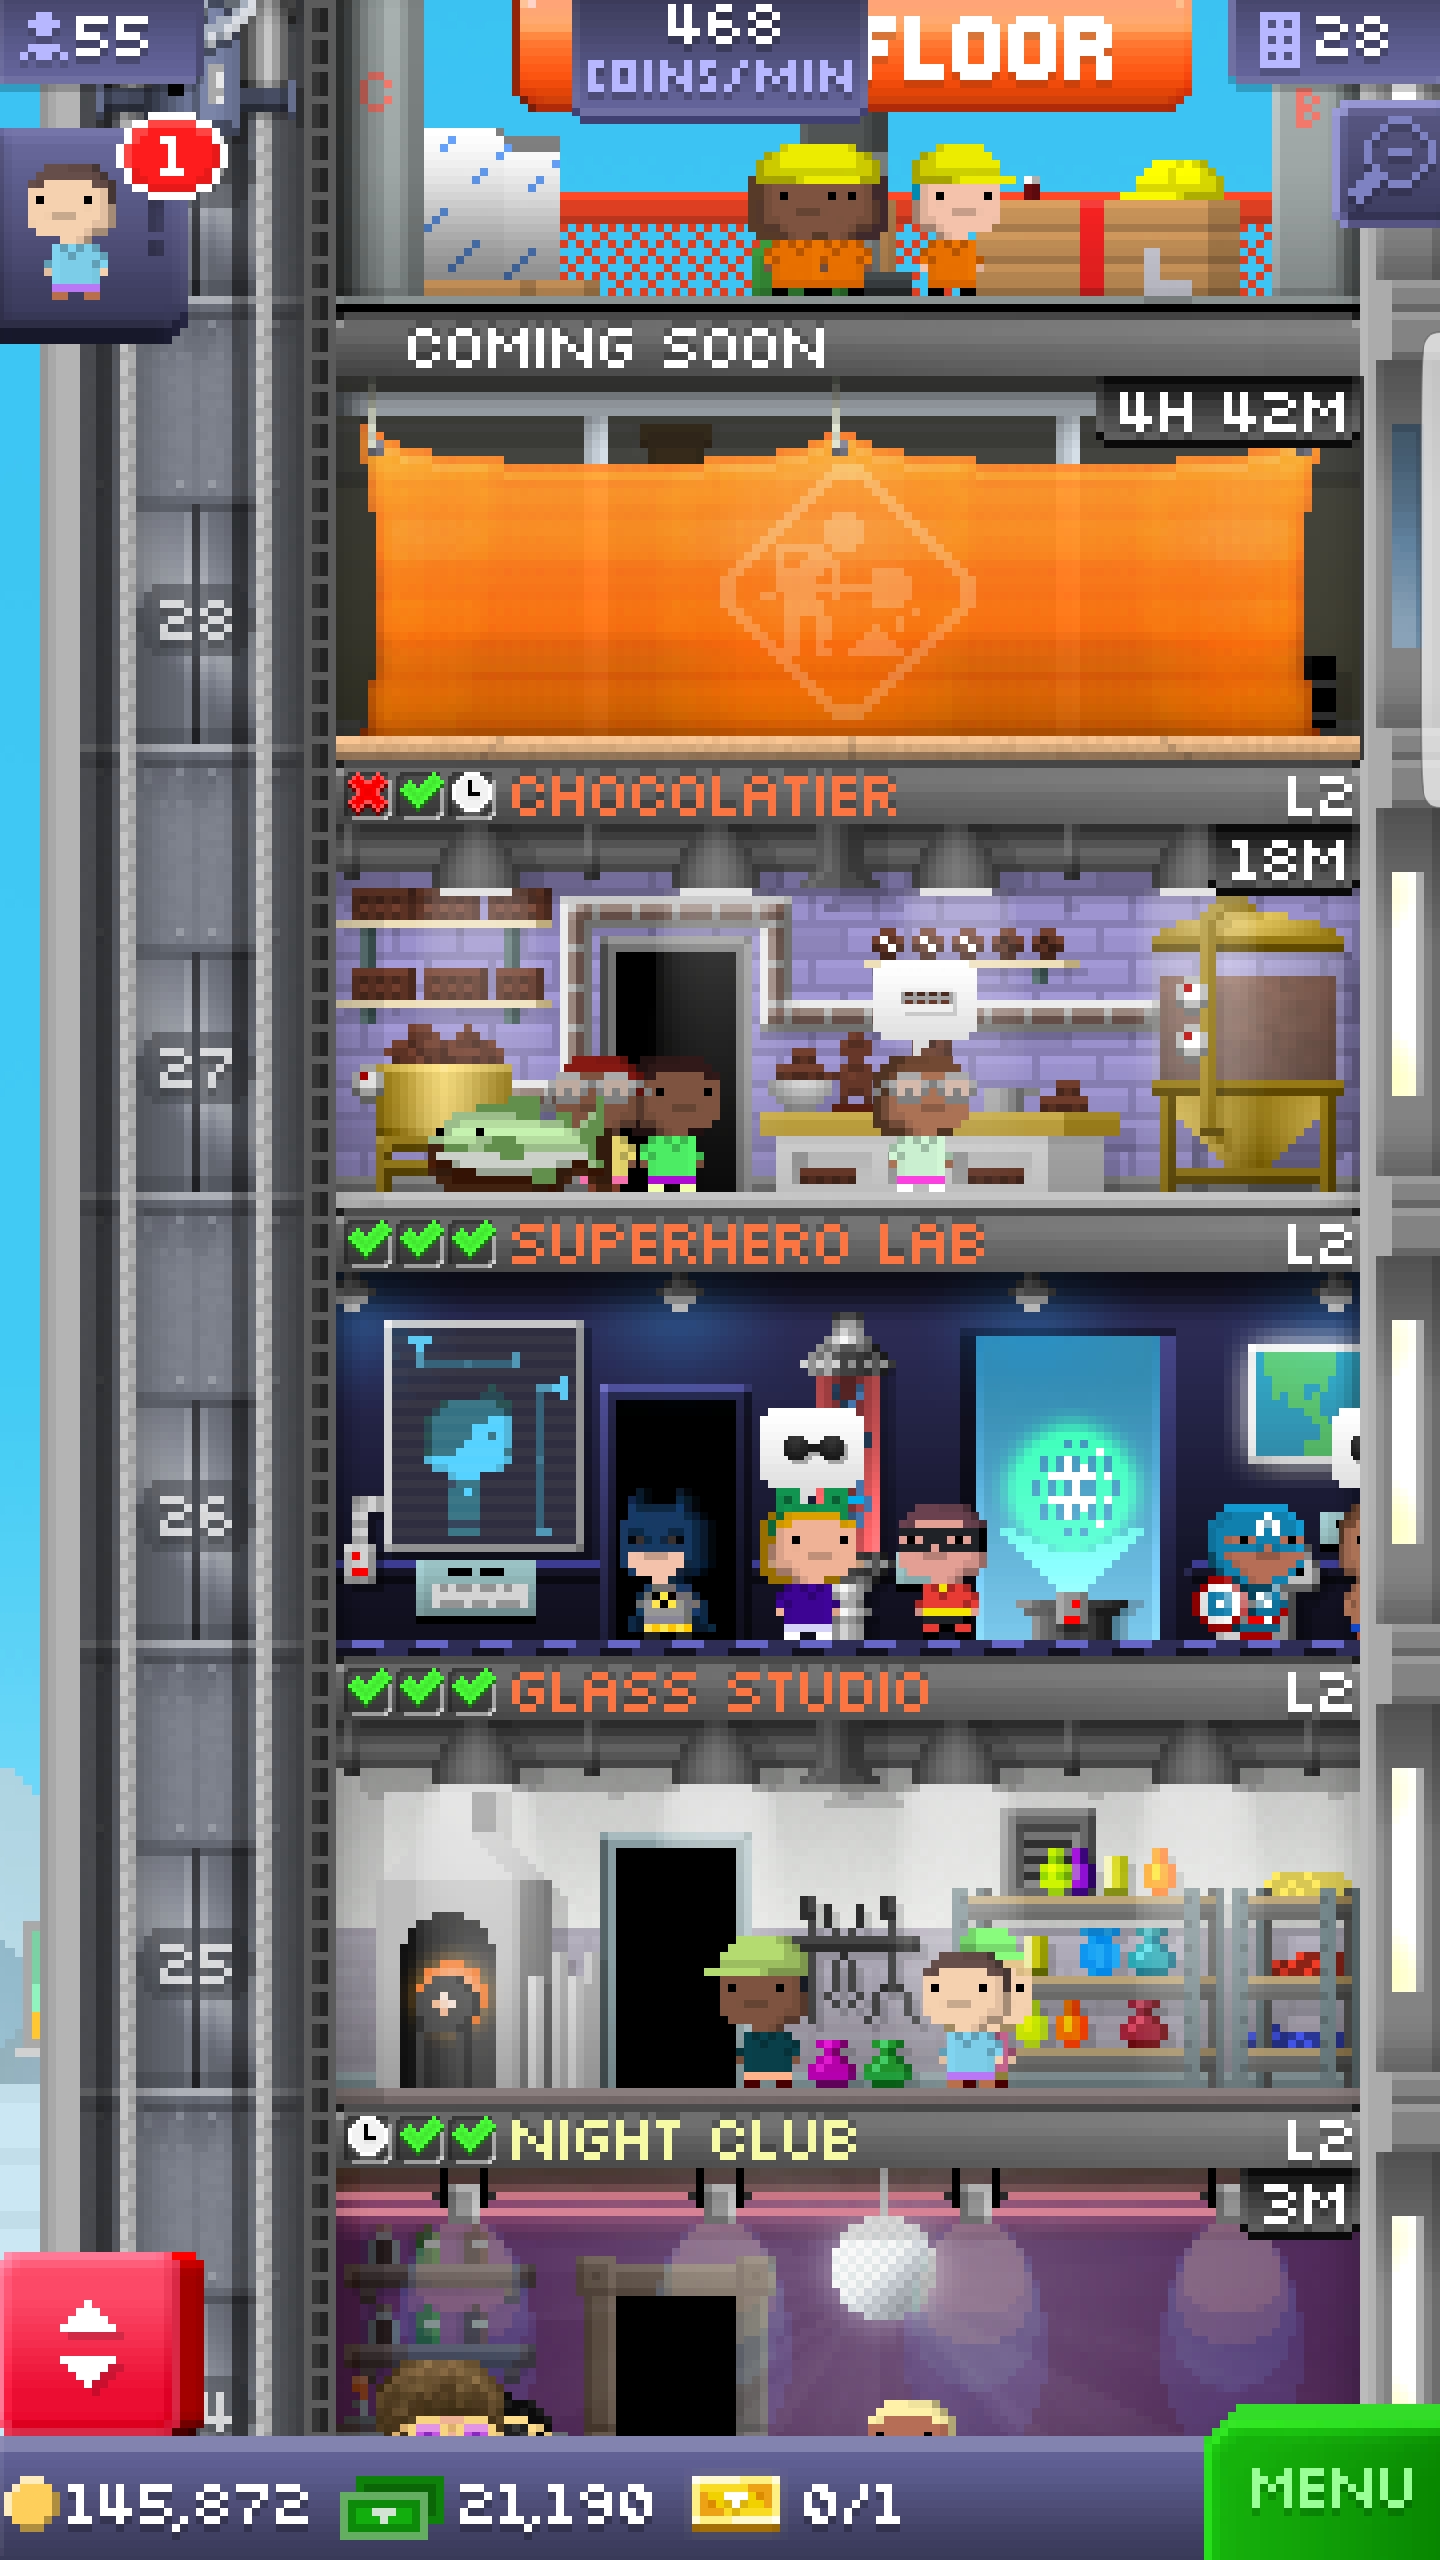 55
468
COINS/MIN
FLOOR
28
C
B
1
COMING SOON
4H 42M
28
CHOCOLATIER
L2
18M
27
SUPERHERO LAB
L2
26
A
GLASS STUDIO
L2
25
NIGHT CLUB
L2
3M
4
145,872
21,190
0/1
MENU